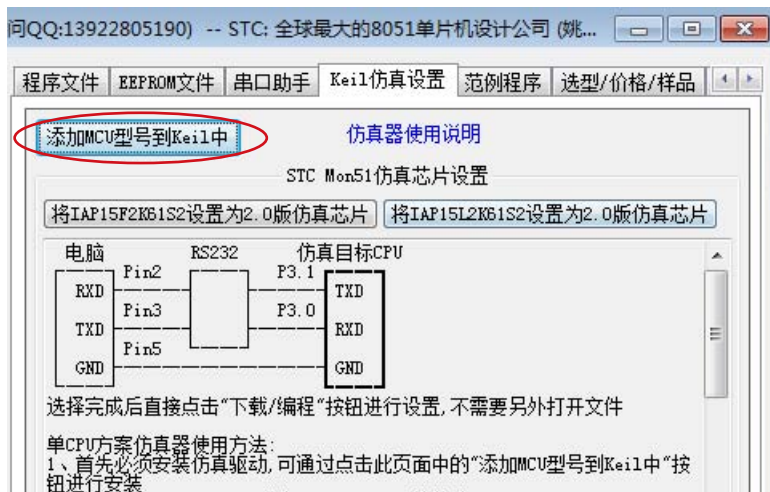 问QQ:13922805190) -- STC: 全球最大的8051单片机设计公司 (姚...
程序文件 EEPROM文件 串口助手 Keil仿真设置 范例程序 选型/价格/样品
添加MCU型号到Keil中 仿真器使用说明
STC Mon51仿真芯片设置
将IAP15F2K61S2设置为2.0版仿真芯片 将IAP15L2K61S2设置为2.0版仿真芯片
电脑 RS232 仿真目标CPU
Pin2 P3.1
RXD TXD
Pin3 P3.0
TXD RXD
Pin5
GND GND
选择完成后直接点击"下载/编程"按钮进行设置,不需要另外打开文件
单CPU方案仿真器使用方法:
1、首先必须安装仿真驱动,可通过点击此页面中的"添加MCU型号到Keil中"按
钮进行安装